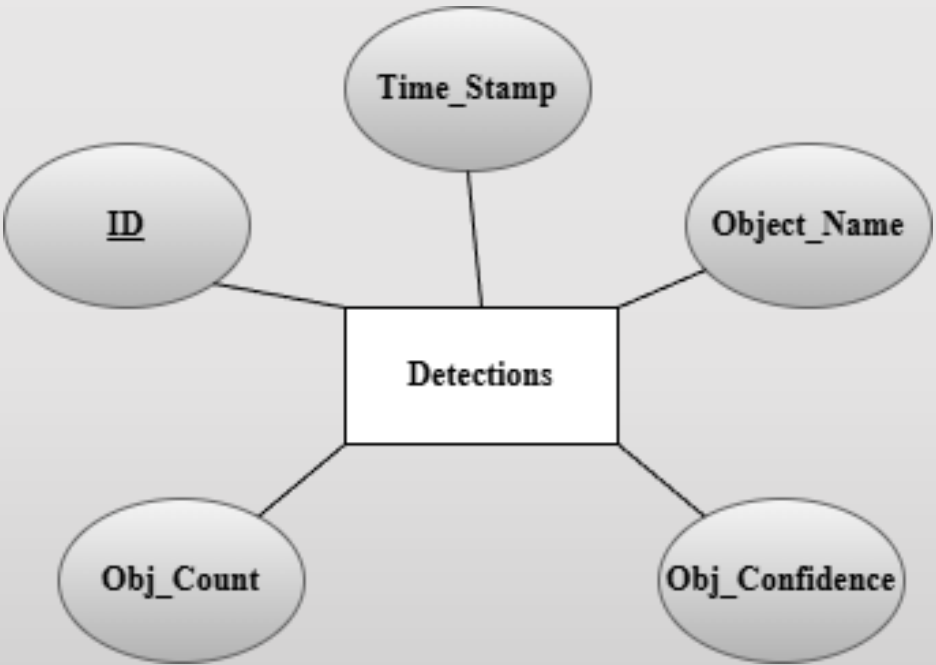 Time_Stamp
ID
Object_Name
Detections
Obj_Count
Obj_Confidence